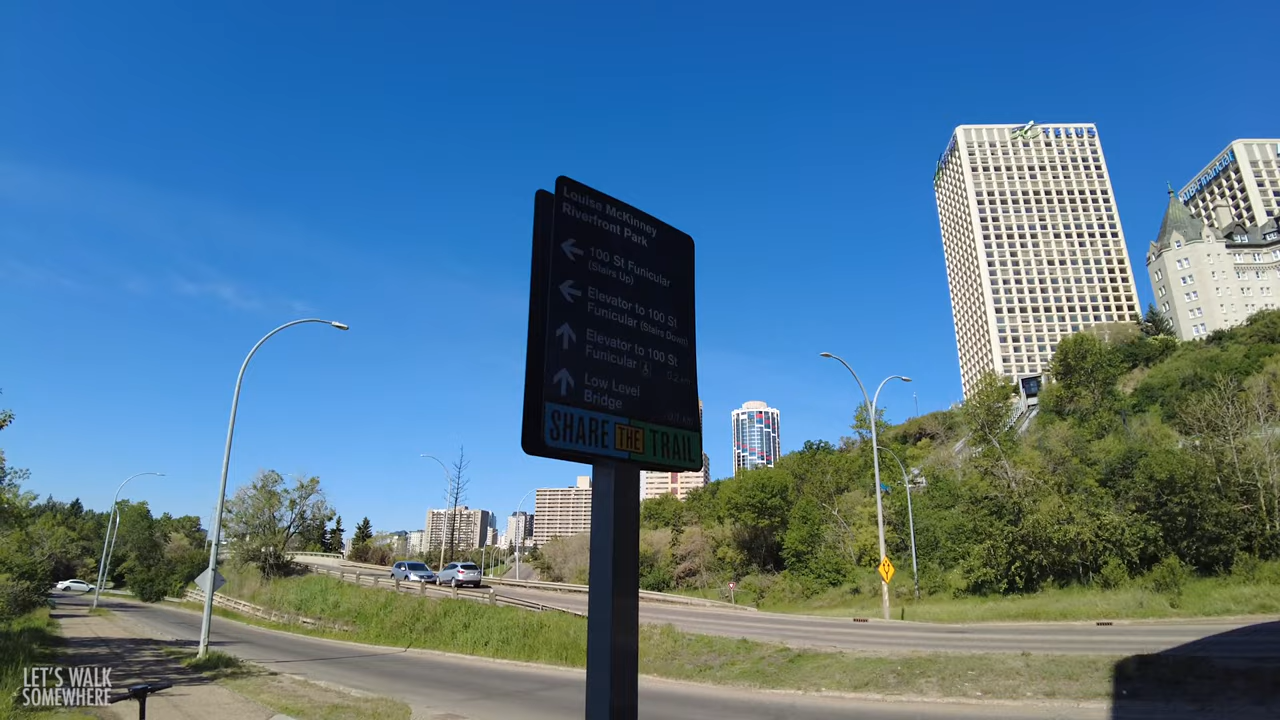 Louise McKinney
Riverfront Park
100 St Funicular
(Stairs Up)
Elevator to 100 St
Funicular (Stairs Down)
Elevator to 100 St
Funicular
Low Level
Bridge
SHARE THE TRAIL
TELUS
Financial
LET'S WALK
SOMEWHERE